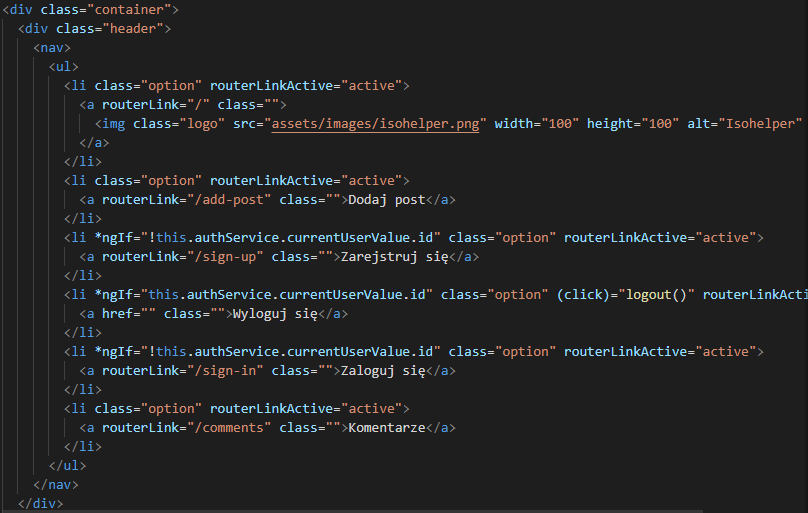 <div class="container">
<div class="header">
<nav>
<ul>
<li class="option" routerLinkActive="active">
<a routerLink="/" class="">
<img class="logo" src="assets/images/isohelper.png" width="100" height="100" alt="Isohelper"
</a>
</li>
<li class="option" routerLinkActive="active">
<a routerLink="/add-post" class="">Dodaj post</a>
</li>
<li *ngIf="!this.authService.currentUserValue.id" class="option" routerLinkActive="active">
<a routerLink="/sign-up" class="">Zarejstruj się</a>
</li>
<li *ngIf="this.authService.currentUserValue.id" class="option" (click)="logout()" routerLinkActi
<a href="" class="">Wyloguj się</a>
</li>
<li *ngIf="!this.authService.currentUserValue.id" class="option" routerLinkActive="active">
<a routerLink="/sign-in" class="">Zaloguj się</a>
</li>
<li class="option" routerLinkActive="active">
<a routerLink="/comments" class="">Komentarze</a>
</li>
</ul>
</nav>
</div>